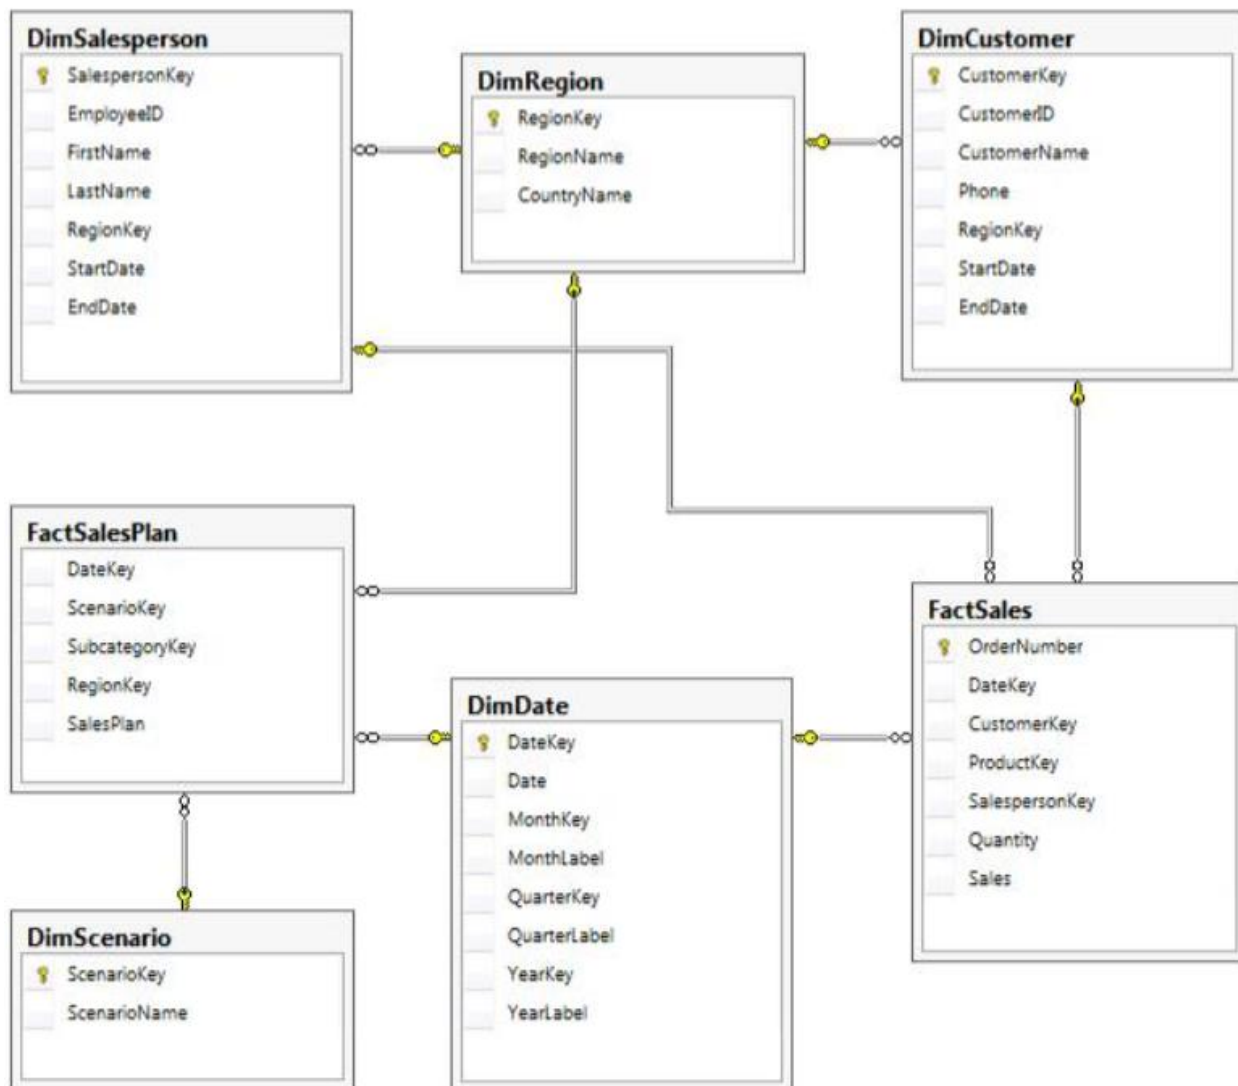 DimSalesperson
SalespersonKey
EmployeeID
FirstName
LastName
RegionKey
StartDate
EndDate
DimRegion
RegionKey
RegionName
CountryName
DimCustomer
CustomerKey
CustomerID
CustomerName
Phone
RegionKey
StartDate
EndDate
FactSalesPlan
DateKey
ScenarioKey
SubcategoryKey
RegionKey
SalesPlan
DimDate
DateKey
Date
MonthKey
MonthLabel
QuarterKey
QuarterLabel
YearKey
YearLabel
FactSales
OrderNumber
DateKey
CustomerKey
ProductKey
SalespersonKey
Quantity
Sales
DimScenario
ScenarioKey
ScenarioName